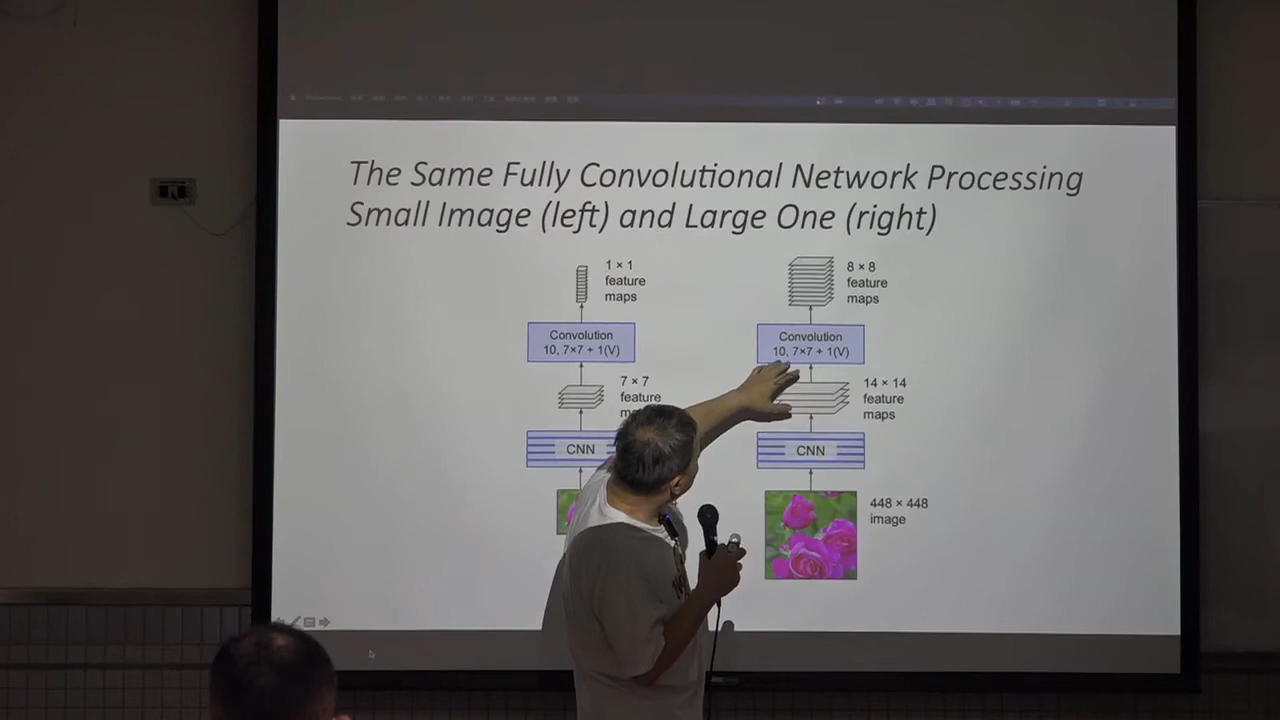 The Same Fully Convolutional Network Processing
Small Image (left) and Large One (right)
1 × 1
feature
maps
Convolution
10, 7×7 + 1(V)
7 × 7
feature
CNN
8 × 8
feature
maps
Convolution
10, 7×7 + 1(V)
14 × 14
feature
maps
CNN
448 × 448
image